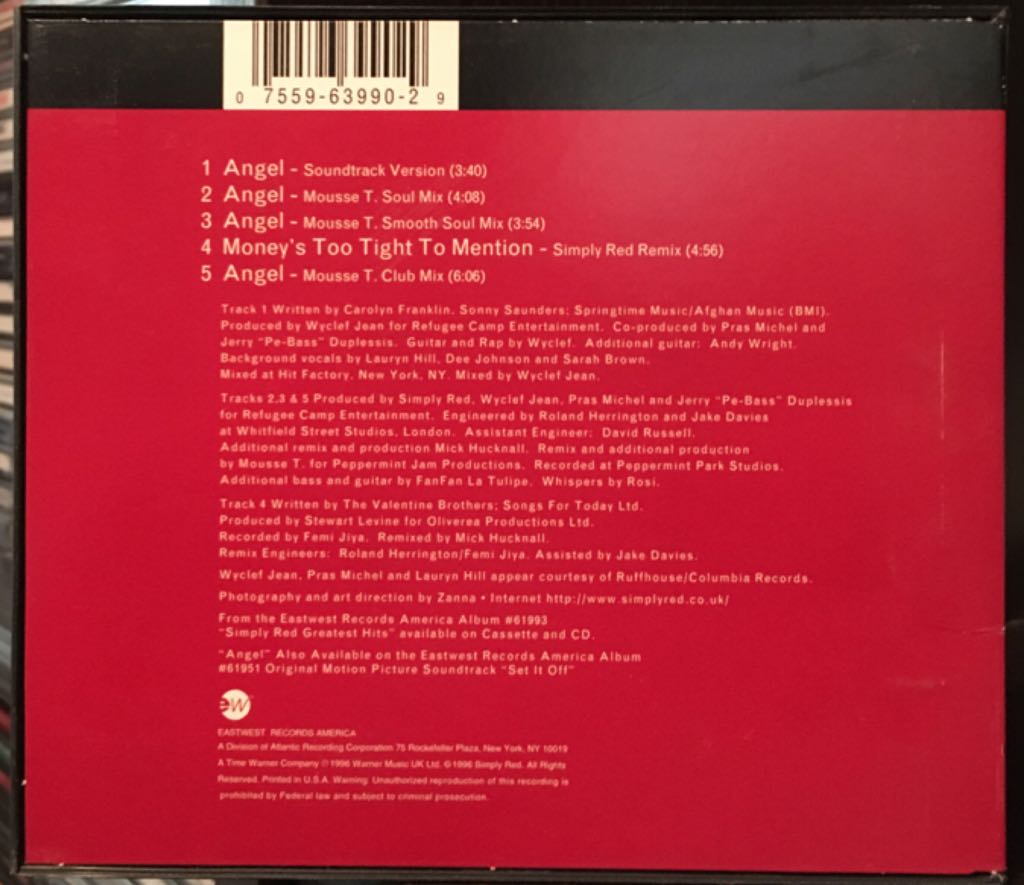 0 7559-63990-2 9
1 Angel - Soundtrack Version (3:40)
2 Angel - Mousse T. Soul Mix (4:08)
3 Angel - Mousse T. Smooth Soul Mix (3:54)
4 Money's Too Tight To Mention - Simply Red Remix (4:56)
5 Angel - Mousse T. Club Mix (6:06)
Track 1 Written by Carolyn Franklin, Sonny Saunders; Springtime Music/Afghan Music (BMI).
Produced by Wyclef Jean for Refugee Camp Entertainment. Co-produced by Pras Michel and
Jerry "Pe-Bass" Duplessis. Guitar and Rap by Wyclef. Additional guitar: Andy Wright.
Background vocals by Lauryn Hill, Dee Johnson and Sarah Brown.
Mixed at Hit Factory, New York, NY. Mixed by Wyclef Jean.
Tracks 2,3 & 5 Produced by Simply Red, Wyclef Jean, Pras Michel and Jerry "Pe-Bass" Duplessis
for Refugee Camp Entertainment. Engineered by Roland Herrington and Jake Davies
at Whitfield Street Studios, London. Assistant Engineer: David Russell.
Additional remix and production Mick Hucknall. Remix and additional production
by Mousse T. for Peppermint Jam Productions. Recorded at Peppermint Park Studios.
Additional bass and guitar by FanFan La Tulipe. Whispers by Rosi.
Track 4 Written by The Valentine Brothers; Songs For Today Ltd.
Produced by Stewart Levine for Oliverea Productions Ltd.
Recorded by Femi Jiya. Remixed by Mick Hucknall.
Remix Engineers: Roland Herrington/Femi Jiya. Assisted by Jake Davies.
Wyclef Jean, Pras Michel and Lauryn Hill appear courtesy of Ruffhouse/Columbia Records.
Photography and art direction by Zanna • Internet http://www.simplyred.co.uk/
From the Eastwest Records America Album #61993
"Simply Red Greatest Hits" available on Cassette and CD.
"Angel" Also Available on the Eastwest Records America Album
#61951 Original Motion Picture Soundtrack "Set It Off"
eW
EASTWEST RECORDS AMERICA
A Division of Atlantic Recording Corporation 75 Rockefeller Plaza, New York, NY 10019
A Time Warner Company ℗ 1996 Warner Music UK Ltd. © 1996 Simply Red. All Rights
Reserved. Printed in U.S.A. Warning: Unauthorized reproduction of this recording is
prohibited by Federal law and subject to criminal prosecution.